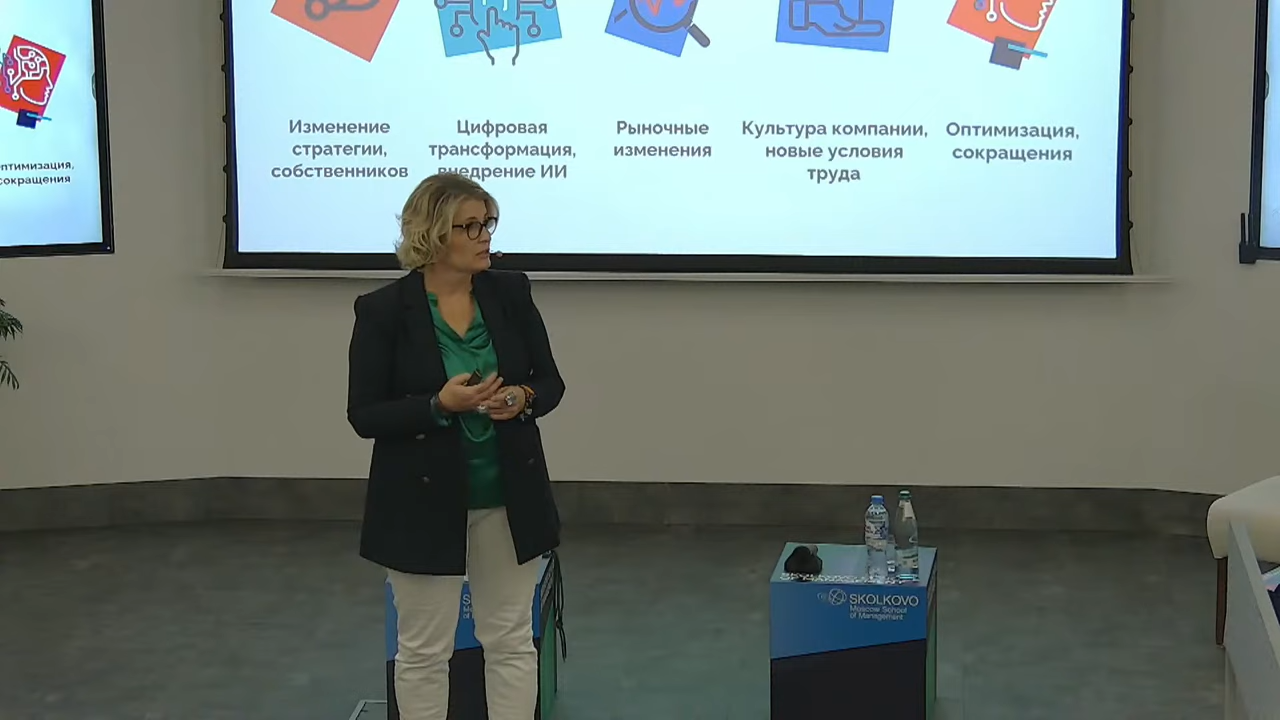 Изменение
стратегии,
собственников
Цифровая
трансформация,
внедрение ИИ
Рыночные
изменения
Культура компании,
новые условия
труда
Оптимизация,
сокращения
птимизация,
сокращения
SKOLKOVO
Moscow School
of Management